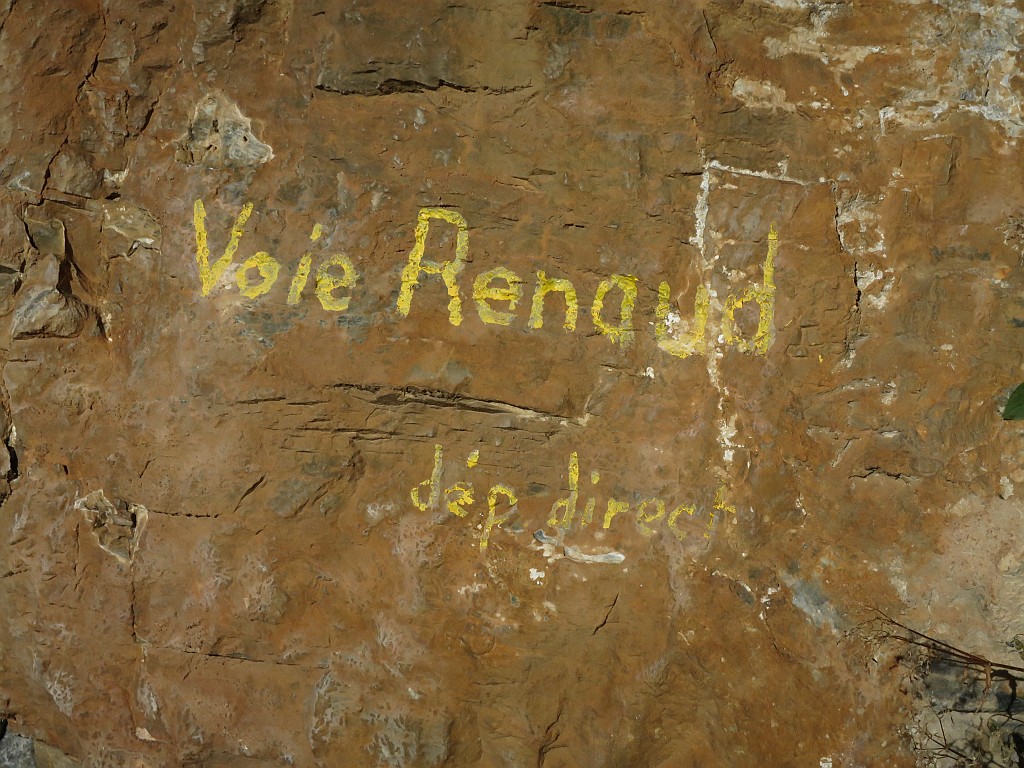 Voie Renaud
dép direct